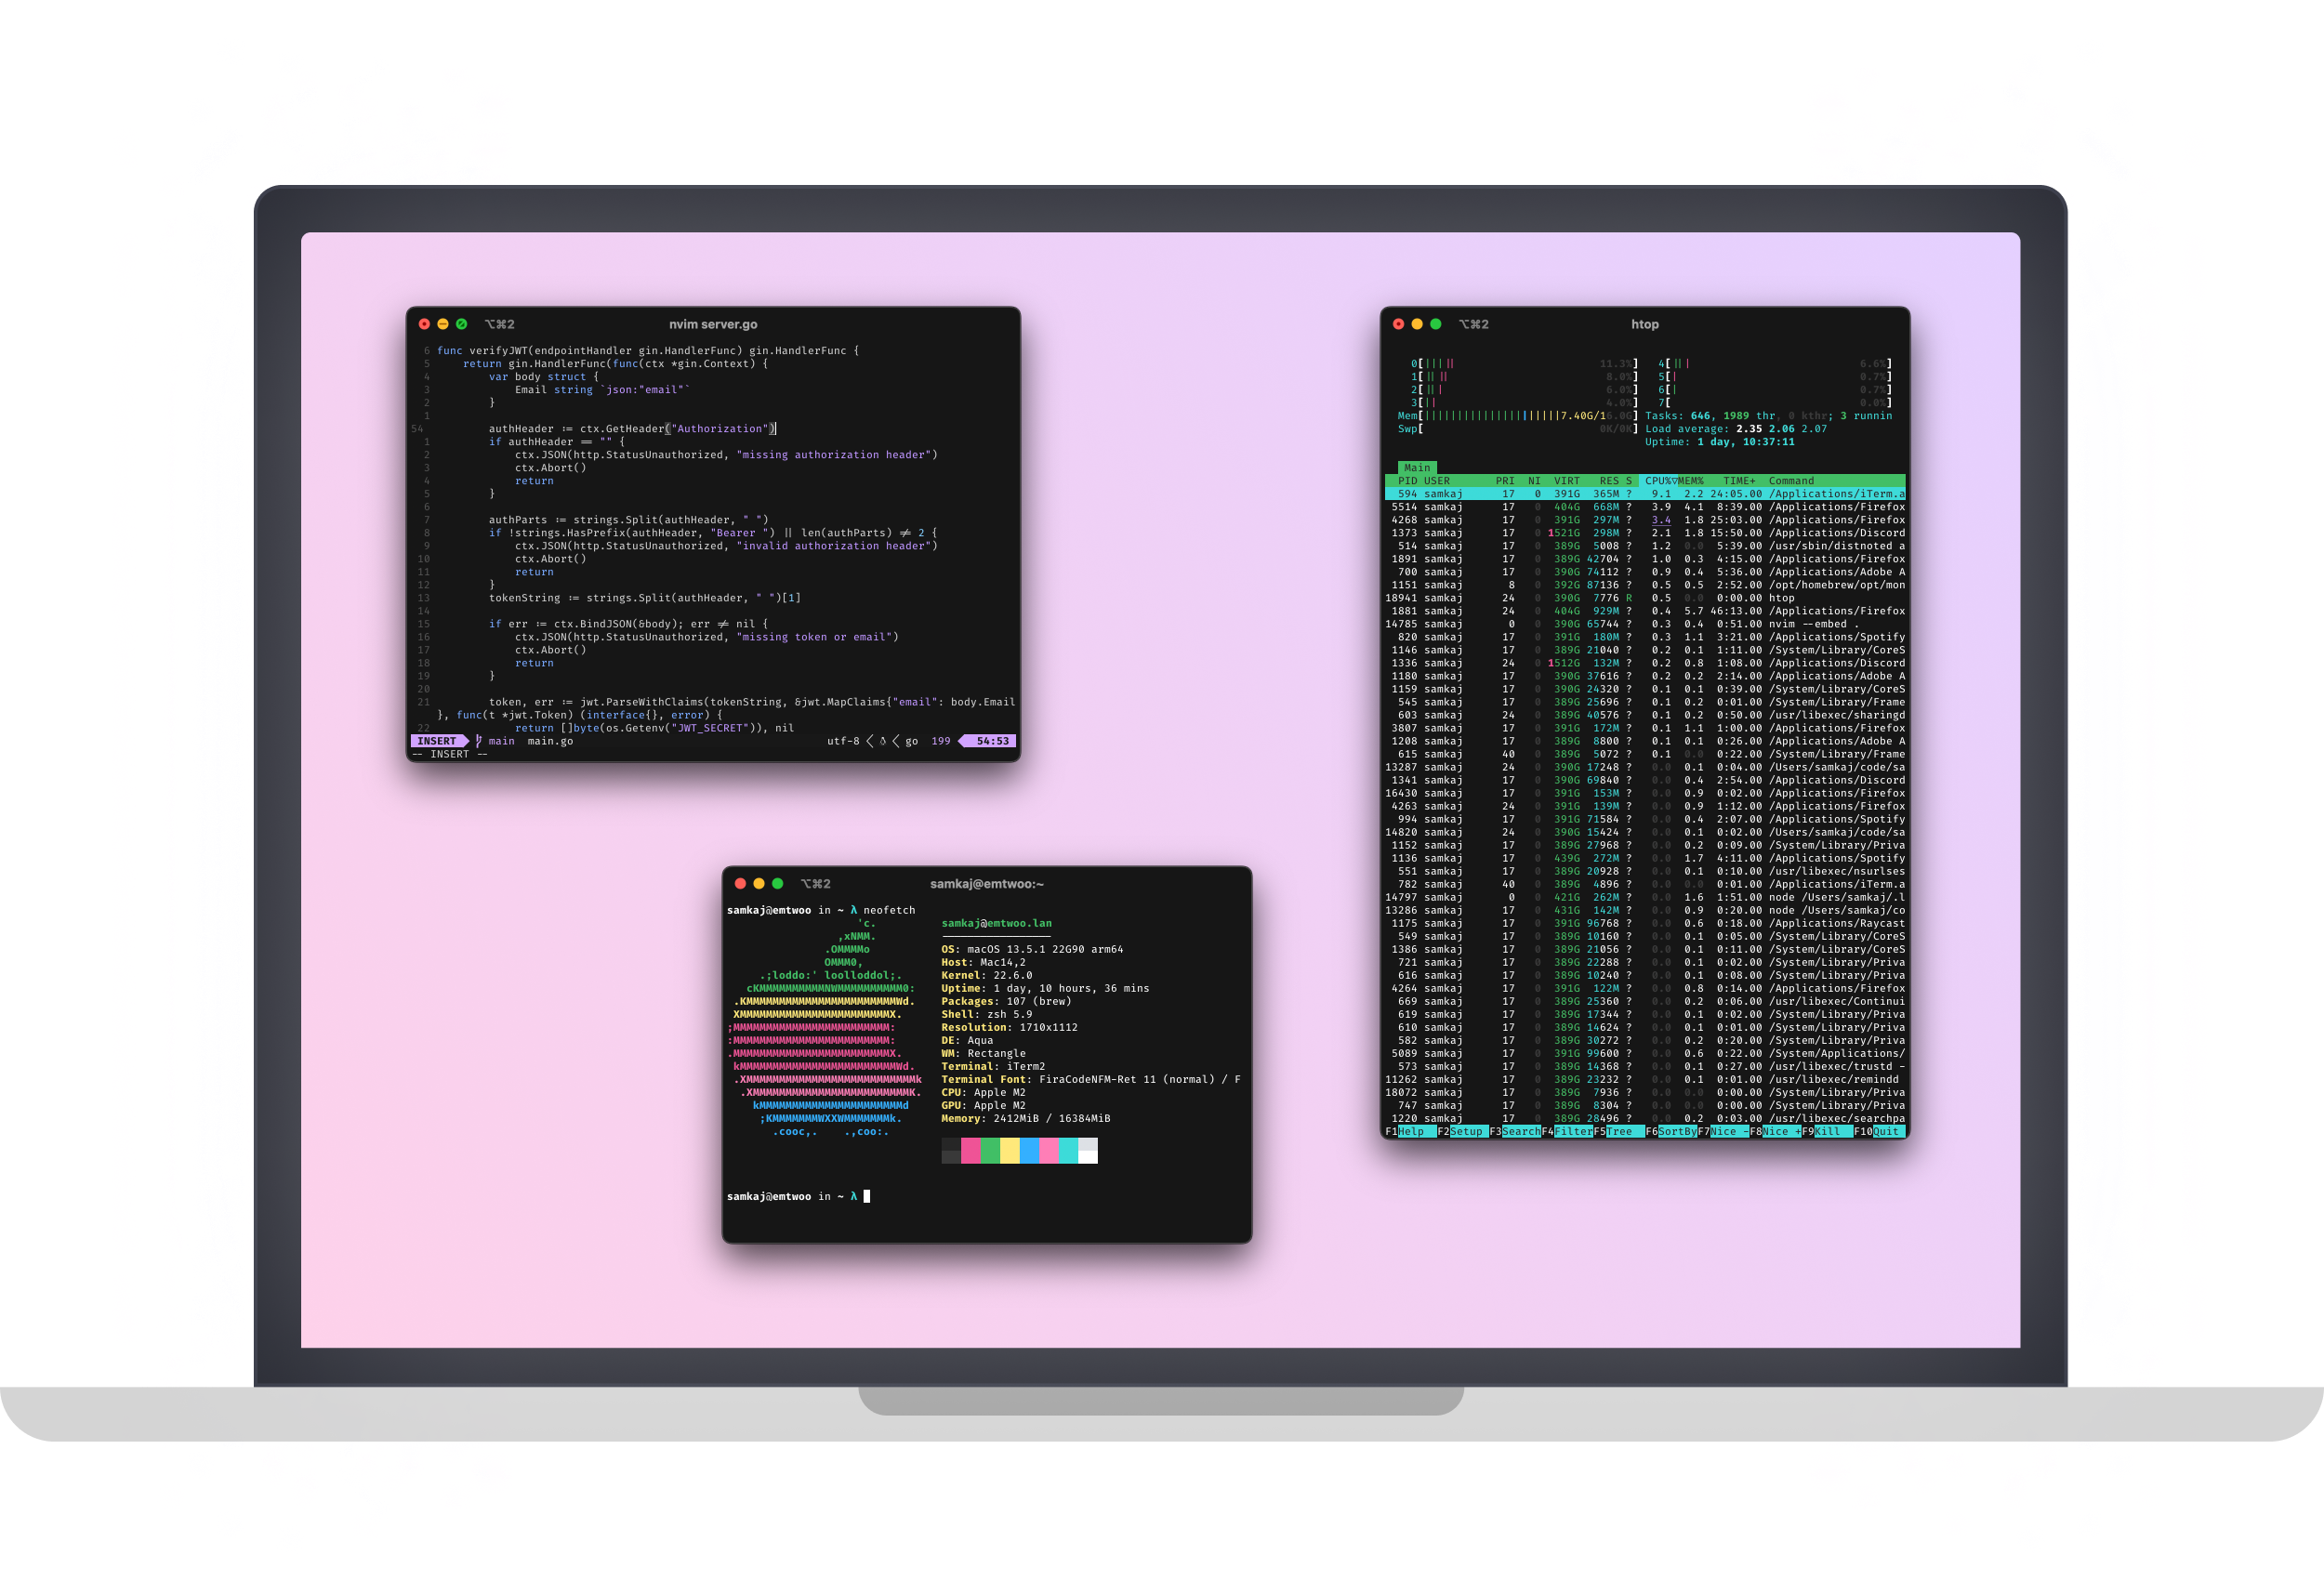 ⌥⌘2 nvim server.go
6 func verifyJWT(endpointHandler gin.HandlerFunc) gin.HandlerFunc {
5 return gin.HandlerFunc(func(ctx *gin.Context) {
4 var body struct {
3 Email string `json:"email"`
2 }
1
54 authHeader := ctx.GetHeader("Authorization")
1 if authHeader == "" {
2 ctx.JSON(http.StatusUnauthorized, "missing authorization header")
3 ctx.Abort()
4 return
5 }
6
7 authParts := strings.Split(authHeader, " ")
8 if !strings.HasPrefix(authHeader, "Bearer ") || len(authParts) != 2 {
9 ctx.JSON(http.StatusUnauthorized, "invalid authorization header")
10 ctx.Abort()
11 return
12 }
13 tokenString := strings.Split(authHeader, " ")[1]
14
15 if err := ctx.BindJSON(&body); err != nil {
16 ctx.JSON(http.StatusUnauthorized, "missing token or email")
17 ctx.Abort()
18 return
19 }
20
21 token, err := jwt.ParseWithClaims(tokenString, &jwt.MapClaims{"email": body.Email
}, func(t *jwt.Token) (interface{}, error) {
22 return []byte(os.Getenv("JWT_SECRET")), nil
INSERT main main.go utf-8 < < go 199 54:53
-- INSERT --
⌥⌘2 samkaj@emtwoo:~
samkaj@emtwoo in ~ λ neofetch
'c. samkaj@emtwoo.lan
,xNMM. -----------------
.OMMMMo OS: macOS 13.5.1 22G90 arm64
OMMM0, Host: Mac14,2
.;loddo:' loolloddol;. Kernel: 22.6.0
cKMMMMMMMMMMNWMMMMMMMMMM0: Uptime: 1 day, 10 hours, 36 mins
.KMMMMMMMMMMMMMMMMMMMMMMMWd. Packages: 107 (brew)
XMMMMMMMMMMMMMMMMMMMMMMMX. Shell: zsh 5.9
;MMMMMMMMMMMMMMMMMMMMMMMM: Resolution: 1710x1112
:MMMMMMMMMMMMMMMMMMMMMMMM: DE: Aqua
.MMMMMMMMMMMMMMMMMMMMMMMMX. WM: Rectangle
kMMMMMMMMMMMMMMMMMMMMMMMMWd. Terminal: iTerm2
.XMMMMMMMMMMMMMMMMMMMMMMMMMMk Terminal Font: FiraCodeNFM-Ret 11 (normal) / F
.XMMMMMMMMMMMMMMMMMMMMMMMMK. CPU: Apple M2
kMMMMMMMMMMMMMMMMMMMMMMd GPU: Apple M2
;KMMMMMMMWXXWMMMMMMMk. Memory: 2412MiB / 16384MiB
.cooc,. .,coo:.
samkaj@emtwoo in ~ λ
⌥⌘2 htop
0[||||| 11.3%] 4[||| 6.6%]
1[|||| 8.0%] 5[| 0.7%]
2[||| 6.0%] 6[| 0.7%]
3[|| 4.0%] 7[ 0.0%]
Mem[|||||||||||||||||||||7.40G/16.0G] Tasks: 646, 1989 thr, 0 kthr; 3 runnin
Swp[ 0K/0K] Load average: 2.35 2.06 2.07
Uptime: 1 day, 10:37:11
Main
PID USER PRI NI VIRT RES S CPU%▽MEM% TIME+ Command
594 samkaj 17 0 391G 365M ? 9.1 2.2 24:05.00 /Applications/iTerm.a
5514 samkaj 17 0 404G 668M ? 3.9 4.1 8:39.00 /Applications/Firefox
4268 samkaj 17 0 391G 297M ? 3.4 1.8 25:03.00 /Applications/Firefox
1373 samkaj 17 0 1521G 298M ? 2.1 1.8 15:50.00 /Applications/Discord
514 samkaj 17 0 389G 5008 ? 1.2 0.0 5:39.00 /usr/sbin/distnoted a
1891 samkaj 17 0 389G 42704 ? 1.0 0.3 4:15.00 /Applications/Firefox
700 samkaj 17 0 390G 74112 ? 0.9 0.4 5:36.00 /Applications/Adobe A
1151 samkaj 8 0 392G 87136 ? 0.5 0.5 2:52.00 /opt/homebrew/opt/mon
18941 samkaj 24 0 390G 7776 R 0.5 0.0 0:00.00 htop
1881 samkaj 24 0 404G 929M ? 0.4 5.7 46:13.00 /Applications/Firefox
14785 samkaj 0 0 390G 65744 ? 0.3 0.4 0:51.00 nvim --embed .
820 samkaj 17 0 391G 180M ? 0.3 1.1 3:21.00 /Applications/Spotify
1146 samkaj 17 0 389G 21040 ? 0.2 0.1 1:11.00 /System/Library/CoreS
1336 samkaj 24 0 1512G 132M ? 0.2 0.8 1:08.00 /Applications/Discord
1180 samkaj 17 0 390G 37616 ? 0.2 0.2 2:14.00 /Applications/Adobe A
1159 samkaj 17 0 390G 24320 ? 0.1 0.1 0:39.00 /System/Library/CoreS
545 samkaj 17 0 389G 25696 ? 0.1 0.2 0:01.00 /System/Library/Frame
603 samkaj 24 0 389G 40576 ? 0.1 0.2 0:50.00 /usr/libexec/sharingd
3807 samkaj 17 0 391G 172M ? 0.1 1.1 1:00.00 /Applications/Firefox
1208 samkaj 17 0 389G 8800 ? 0.1 0.1 0:26.00 /Applications/Adobe A
615 samkaj 40 0 389G 5072 ? 0.1 0.0 0:22.00 /System/Library/Frame
13287 samkaj 24 0 390G 17248 ? 0.0 0.1 0:04.00 /Users/samkaj/code/sa
1341 samkaj 17 0 390G 69840 ? 0.0 0.4 2:54.00 /Applications/Discord
16430 samkaj 17 0 391G 153M ? 0.0 0.9 0:02.00 /Applications/Firefox
4263 samkaj 24 0 391G 139M ? 0.0 0.9 1:12.00 /Applications/Firefox
994 samkaj 17 0 391G 71584 ? 0.0 0.4 2:07.00 /Applications/Spotify
14820 samkaj 24 0 390G 15424 ? 0.0 0.1 0:02.00 /Users/samkaj/code/sa
1152 samkaj 17 0 389G 27968 ? 0.0 0.2 0:09.00 /System/Library/Priva
1136 samkaj 17 0 439G 272M ? 0.0 1.7 4:11.00 /Applications/Spotify
551 samkaj 17 0 389G 20928 ? 0.0 0.1 0:10.00 /usr/libexec/nsurlses
782 samkaj 40 0 389G 4896 ? 0.0 0.0 0:01.00 /Applications/iTerm.a
14797 samkaj 0 0 421G 262M ? 0.0 1.6 1:51.00 node /Users/samkaj/.l
13286 samkaj 17 0 431G 142M ? 0.0 0.9 0:20.00 node /Users/samkaj/co
1175 samkaj 17 0 391G 96768 ? 0.0 0.6 0:18.00 /Applications/Raycast
549 samkaj 17 0 389G 10160 ? 0.0 0.1 0:05.00 /System/Library/CoreS
1386 samkaj 17 0 389G 21056 ? 0.0 0.1 0:11.00 /System/Library/CoreS
721 samkaj 17 0 389G 22288 ? 0.0 0.1 0:02.00 /System/Library/Priva
616 samkaj 17 0 389G 10240 ? 0.0 0.1 0:08.00 /System/Library/Priva
4264 samkaj 17 0 391G 122M ? 0.0 0.8 0:14.00 /Applications/Firefox
669 samkaj 17 0 389G 25360 ? 0.0 0.2 0:06.00 /usr/libexec/Continui
619 samkaj 17 0 389G 17344 ? 0.0 0.1 0:02.00 /System/Library/Priva
610 samkaj 17 0 389G 14624 ? 0.0 0.1 0:01.00 /System/Library/Priva
582 samkaj 17 0 389G 30272 ? 0.0 0.2 0:20.00 /System/Library/Priva
5089 samkaj 17 0 391G 99600 ? 0.0 0.6 0:22.00 /System/Applications/
573 samkaj 17 0 389G 14368 ? 0.0 0.1 0:27.00 /usr/libexec/trustd -
11262 samkaj 17 0 389G 23232 ? 0.0 0.1 0:01.00 /usr/libexec/remindd
18072 samkaj 17 0 389G 7936 ? 0.0 0.0 0:00.00 /System/Library/Priva
747 samkaj 17 0 389G 8304 ? 0.0 0.0 0:00.00 /System/Library/Priva
1220 samkaj 17 0 389G 28496 ? 0.0 0.2 0:03.00 /usr/libexec/searchpa
F1Help F2Setup F3SearchF4FilterF5Tree F6SortByF7Nice -F8Nice +F9Kill F10Quit